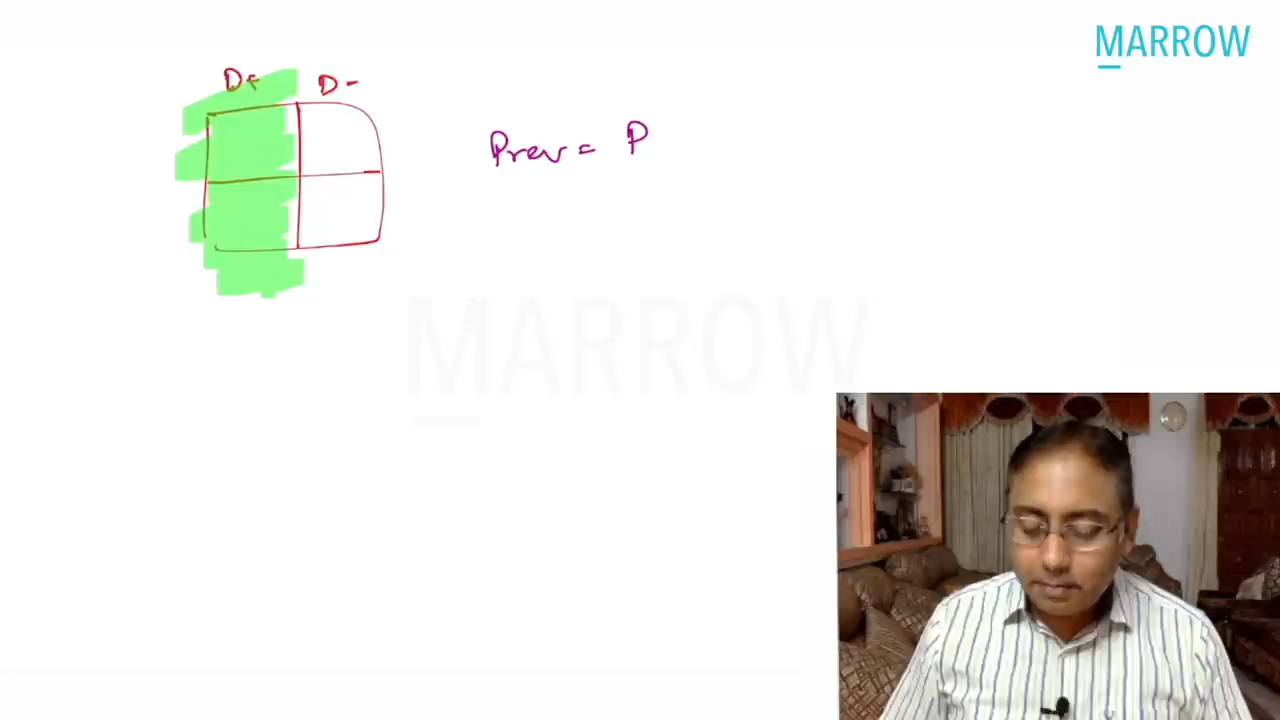 MARROW
D+ D-
Prev = P
MARROW